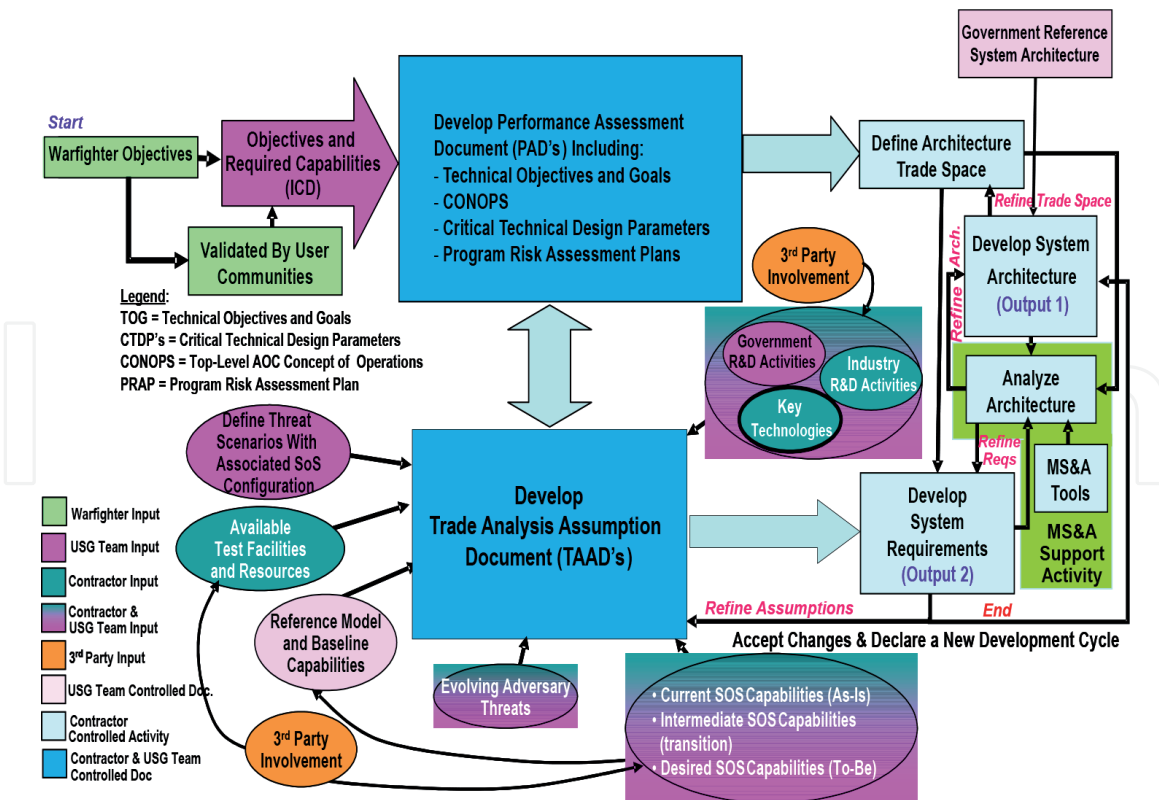 Government Reference
System Architecture
Start
Warfighter Objectives
Objectives and
Required Capabilities
(ICD)
Validated By User
Communities
Develop Performance Assessment
Document (PAD's) Including:
- Technical Objectives and Goals
- CONOPS
- Critical Technical Design Parameters
- Program Risk Assessment Plans
Define Architecture
Trade Space
Refine Trade Space
Develop System
Architecture
(Output 1)
Refine Arch.
Analyze
Architecture
Refine
Reqs
MS&A
Tools
MS&A
Support
Activity
Legend:
TOG = Technical Objectives and Goals
CTDP's = Critical Technical Design Parameters
CONOPS = Top-Level AOC Concept of Operations
PRAP = Program Risk Assessment Plan
3rd Party
Involvement
Government
R&D Activities
Industry
R&D Activities
Key
Technologies
Define Threat
Scenarios With
Associated SoS
Configuration
Available
Test Facilities
and Resources
Reference Model
and Baseline
Capabilities
Develop
Trade Analysis Assumption
Document (TAAD's)
Develop
System
Requirements
(Output 2)
Refine Assumptions
End
Accept Changes & Declare a New Development Cycle
Evolving Adversary
Threats
• Current SOS Capabilities (As-Is)
• Intermediate SOS Capabilities
(transition)
• Desired SOS Capabilities (To-Be)
3rd Party
Involvement
Warfighter Input
USG Team Input
Contractor Input
Contractor &
USG Team Input
3rd Party Input
USG Team Controlled Doc.
Contractor
Controlled Activity
Contractor & USG Team
Controlled Doc